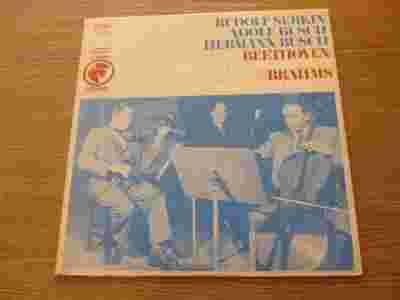 RUDOLF SERKIN
ADOLF BUSCH
HERMANN BUSCH
BEETHOVEN
BRAHMS